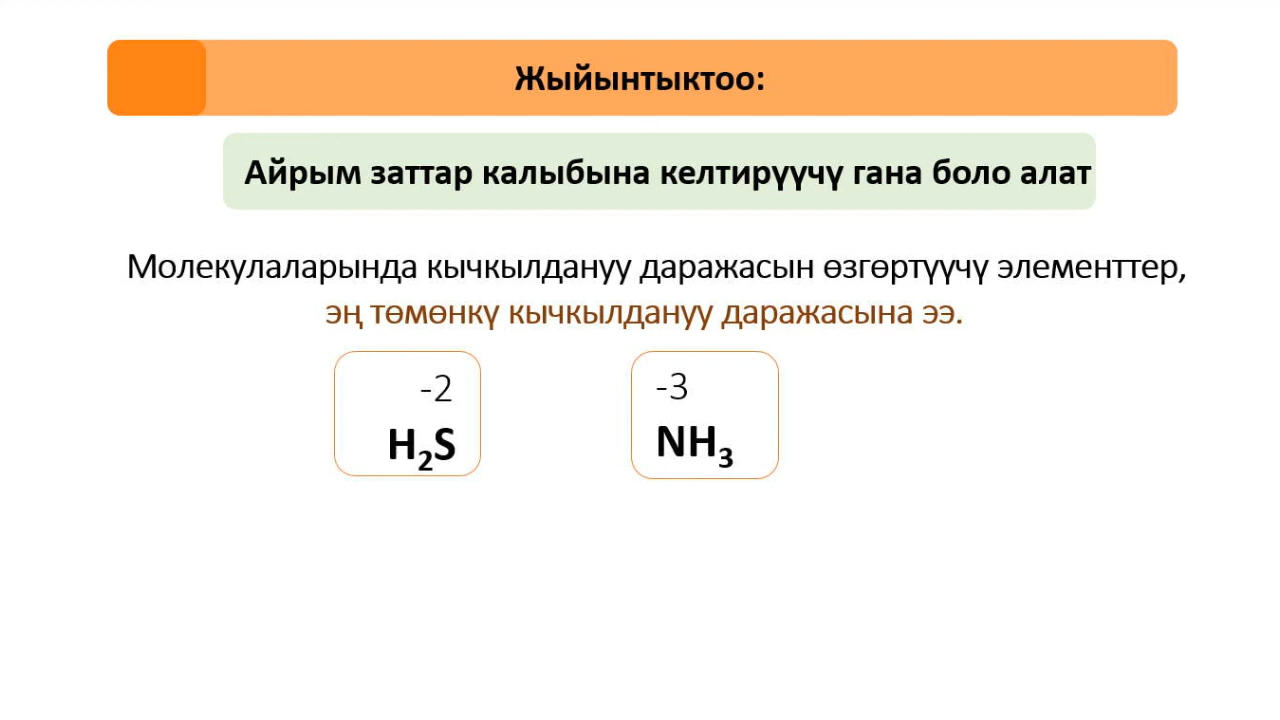 Жыйынтыктоо:
Айрым заттар калыбына келтирүүчү гана боло алат
Молекулаларында кычкылдануу даражасын өзгөртүүчү элементтер,
эң төмөнкү кычкылдануу даражасына ээ.
-2
H₂S
-3
NH₃